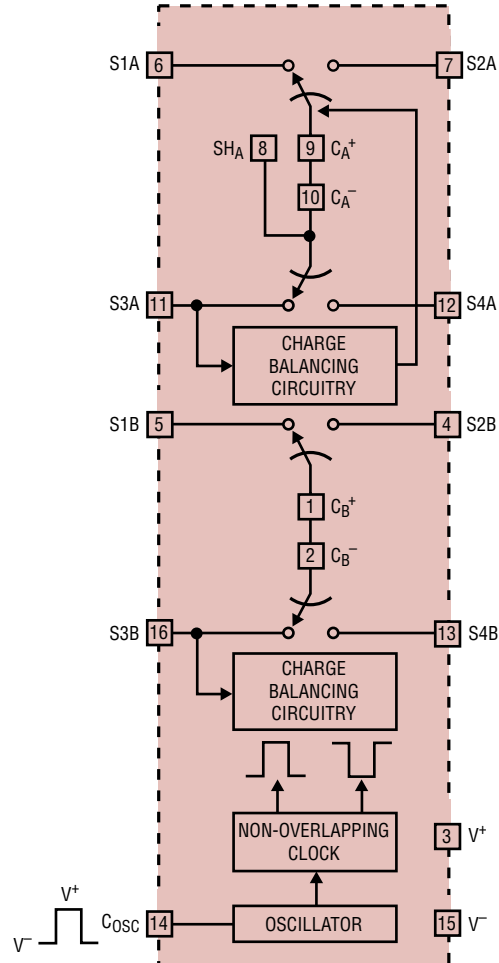 S1A 6 7 S2A
SHA 8 9 CA+
10 CA−
S3A 11 12 S4A
CHARGE
BALANCING
CIRCUITRY
S1B 5 4 S2B
1 CB+
2 CB−
S3B 16 13 S4B
CHARGE
BALANCING
CIRCUITRY
NON-OVERLAPPING
CLOCK
3 V+
V+
V− COSC 14 OSCILLATOR 15 V−